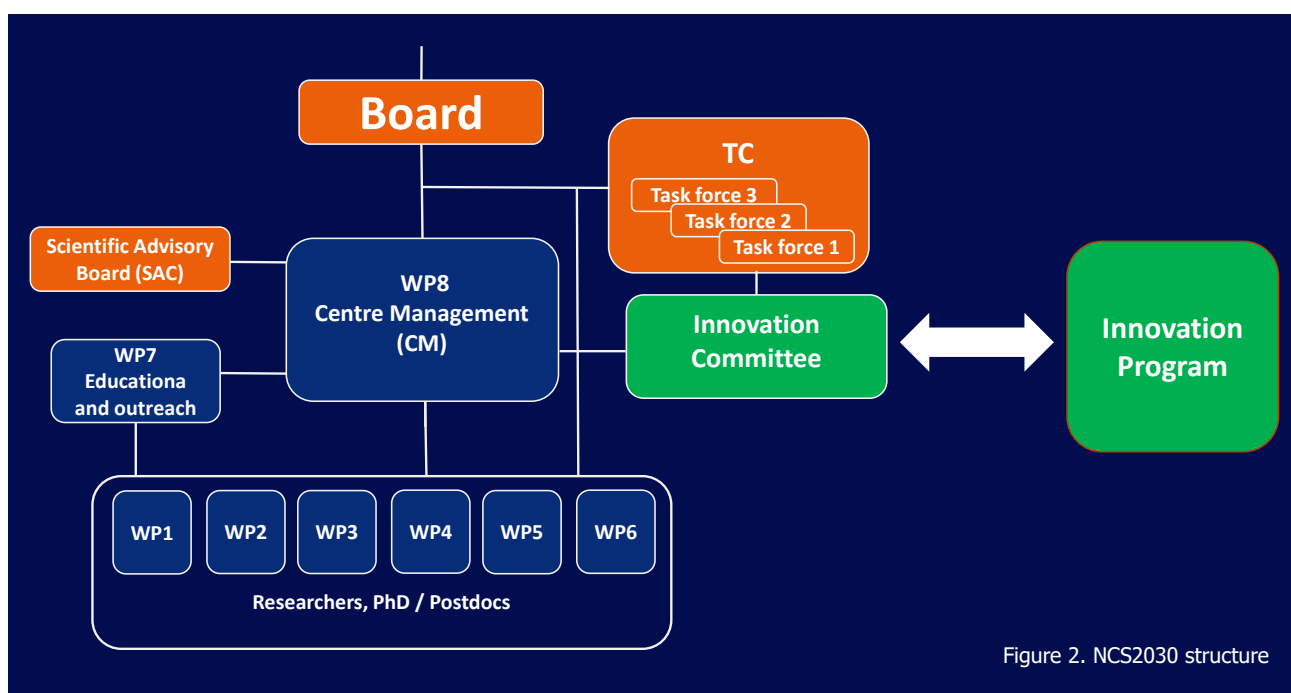 Board
TC
Task force 3
Task force 2
Task force 1
Scientific Advisory
Board (SAC)
WP8
Centre Management
(CM)
Innovation
Committee
Innovation
Program
WP7
Educationa
and outreach
WP1
WP2
WP3
WP4
WP5
WP6
Researchers, PhD / Postdocs
Figure 2. NCS2030 structure